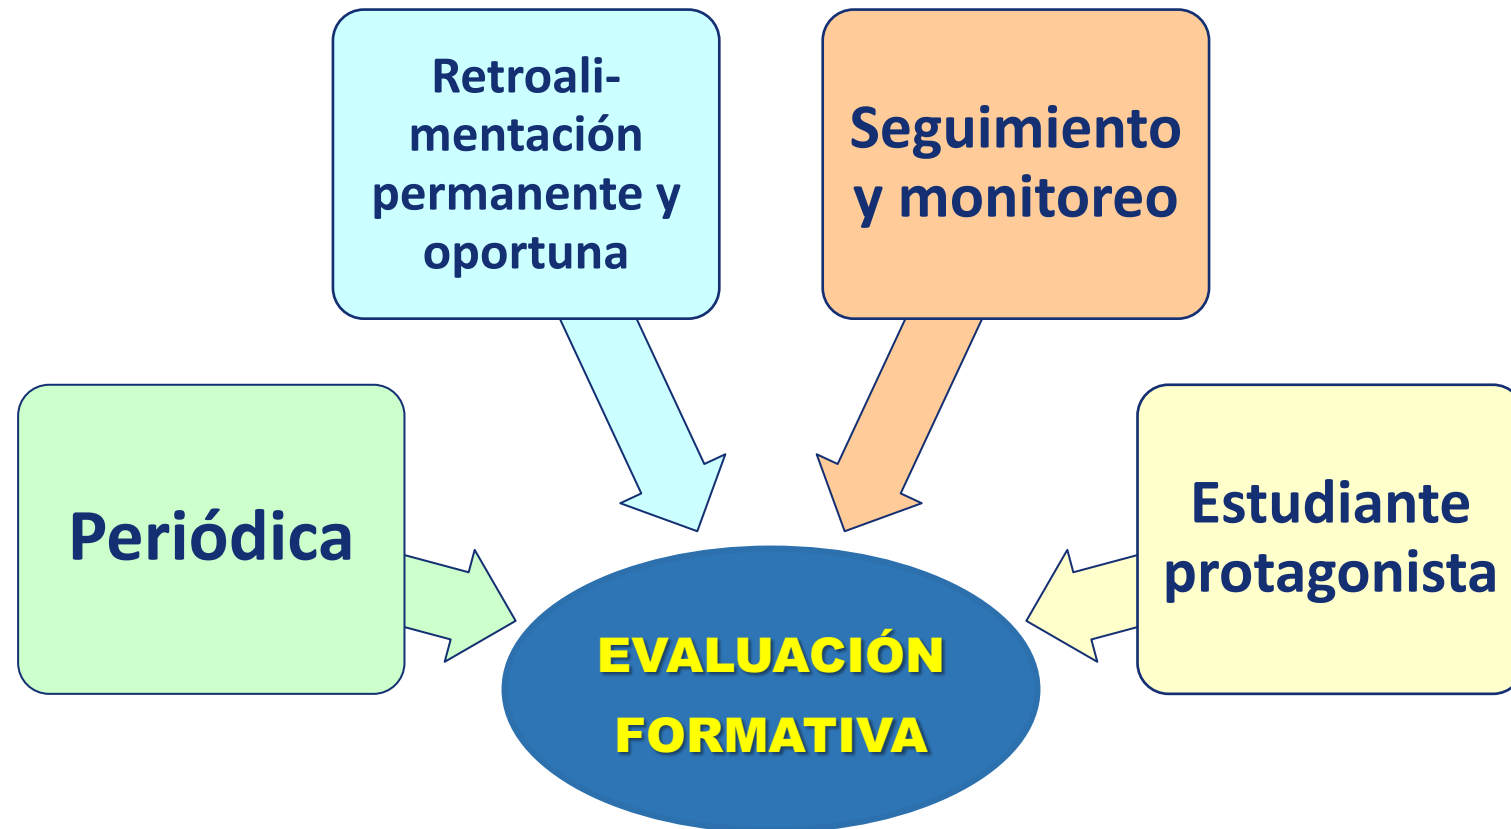 Retroali-
mentación
permanente y
oportuna
Seguimiento
y monitoreo
Periódica
Estudiante
protagonista
EVALUACIÓN
FORMATIVA